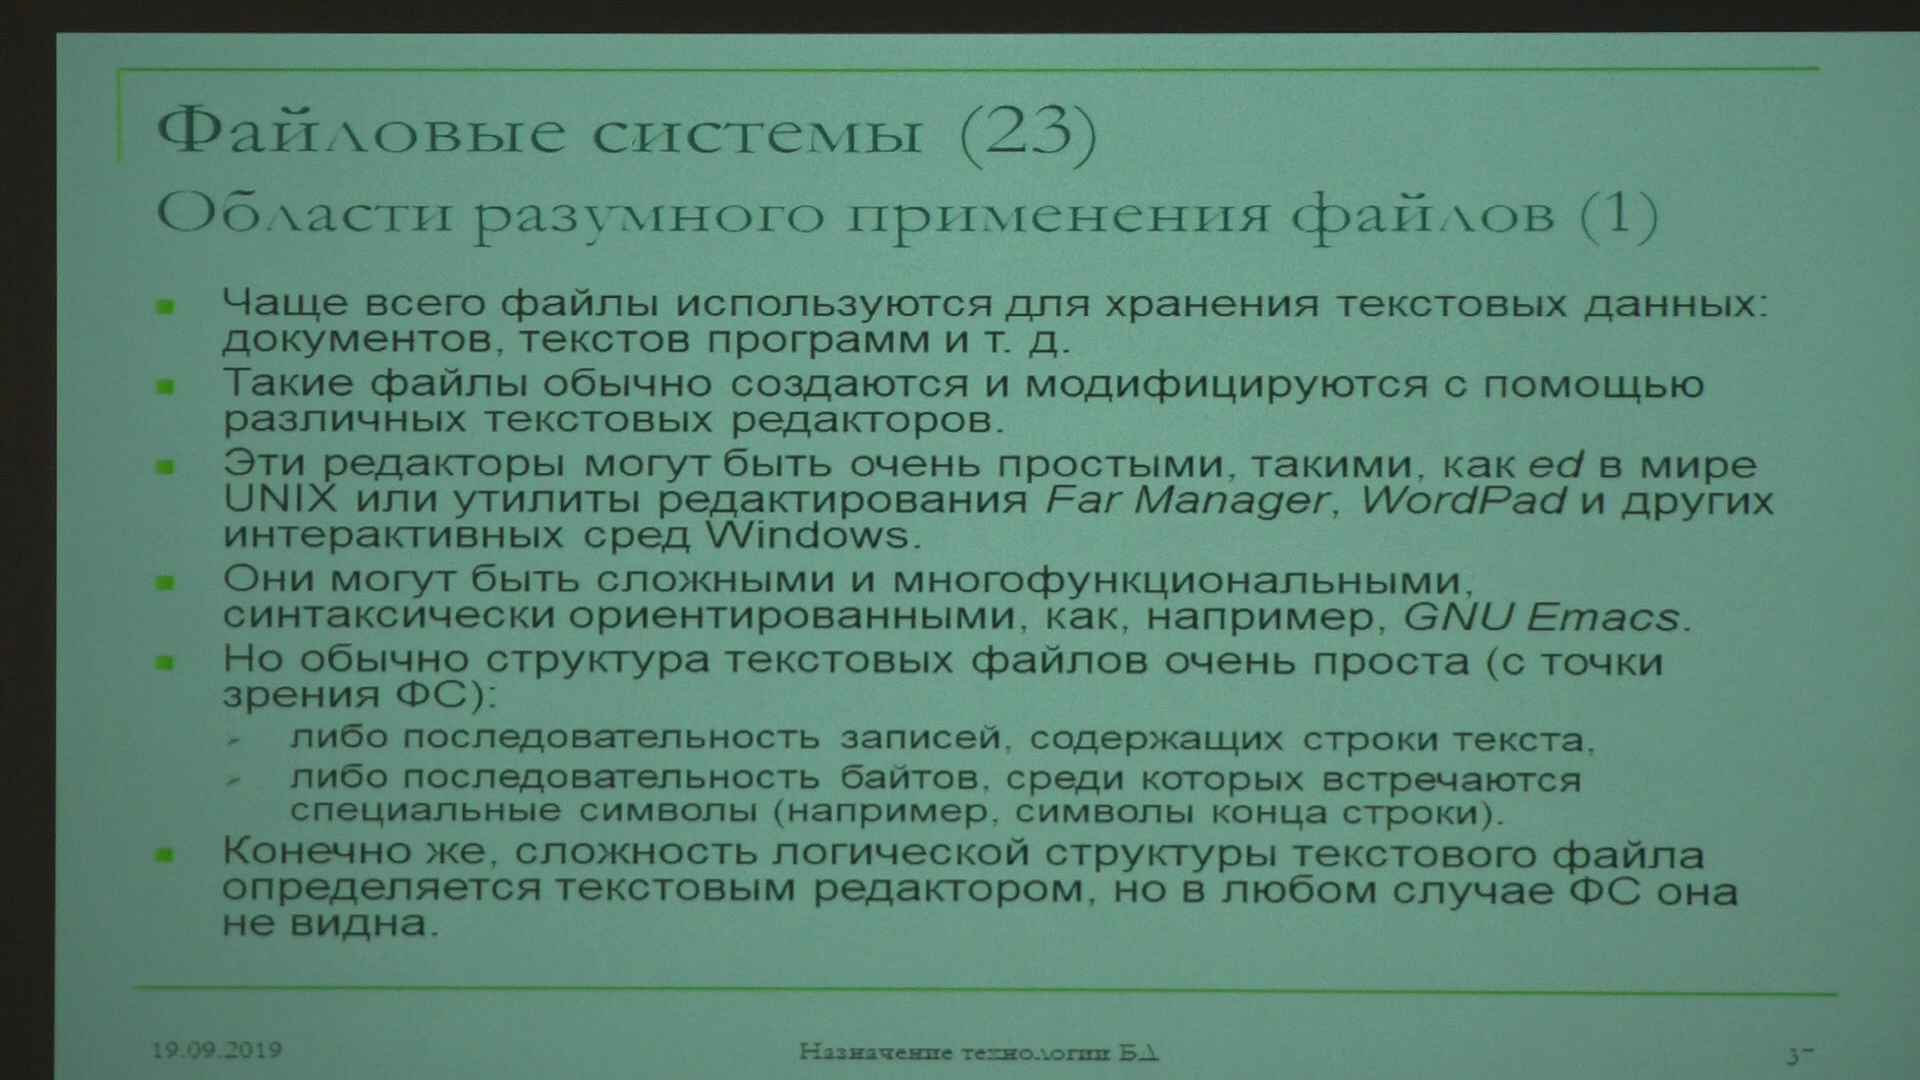 Файловые системы (23)
Области разумного применения файлов (1)
Чаще всего файлы используются для хранения текстовых данных:
документов, текстов программ и т. д.
Такие файлы обычно создаются и модифицируются с помощью
различных текстовых редакторов.
Эти редакторы могут быть очень простыми, такими, как ed в мире
UNIX или утилиты редактирования Far Manager, WordPad и других
интерактивных сред Windows.
Они могут быть сложными и многофункциональными,
синтаксически ориентированными, как, например, GNU Emacs.
Но обычно структура текстовых файлов очень проста (с точки
зрения ФС):
либо последовательность записей, содержащих строки текста,
либо последовательность байтов, среди которых встречаются
специальные символы (например, символы конца строки).
Конечно же, сложность логической структуры текстового файла
определяется текстовым редактором, но в любом случае ФС она
не видна.
19.09.2019
Назначение технологии БД